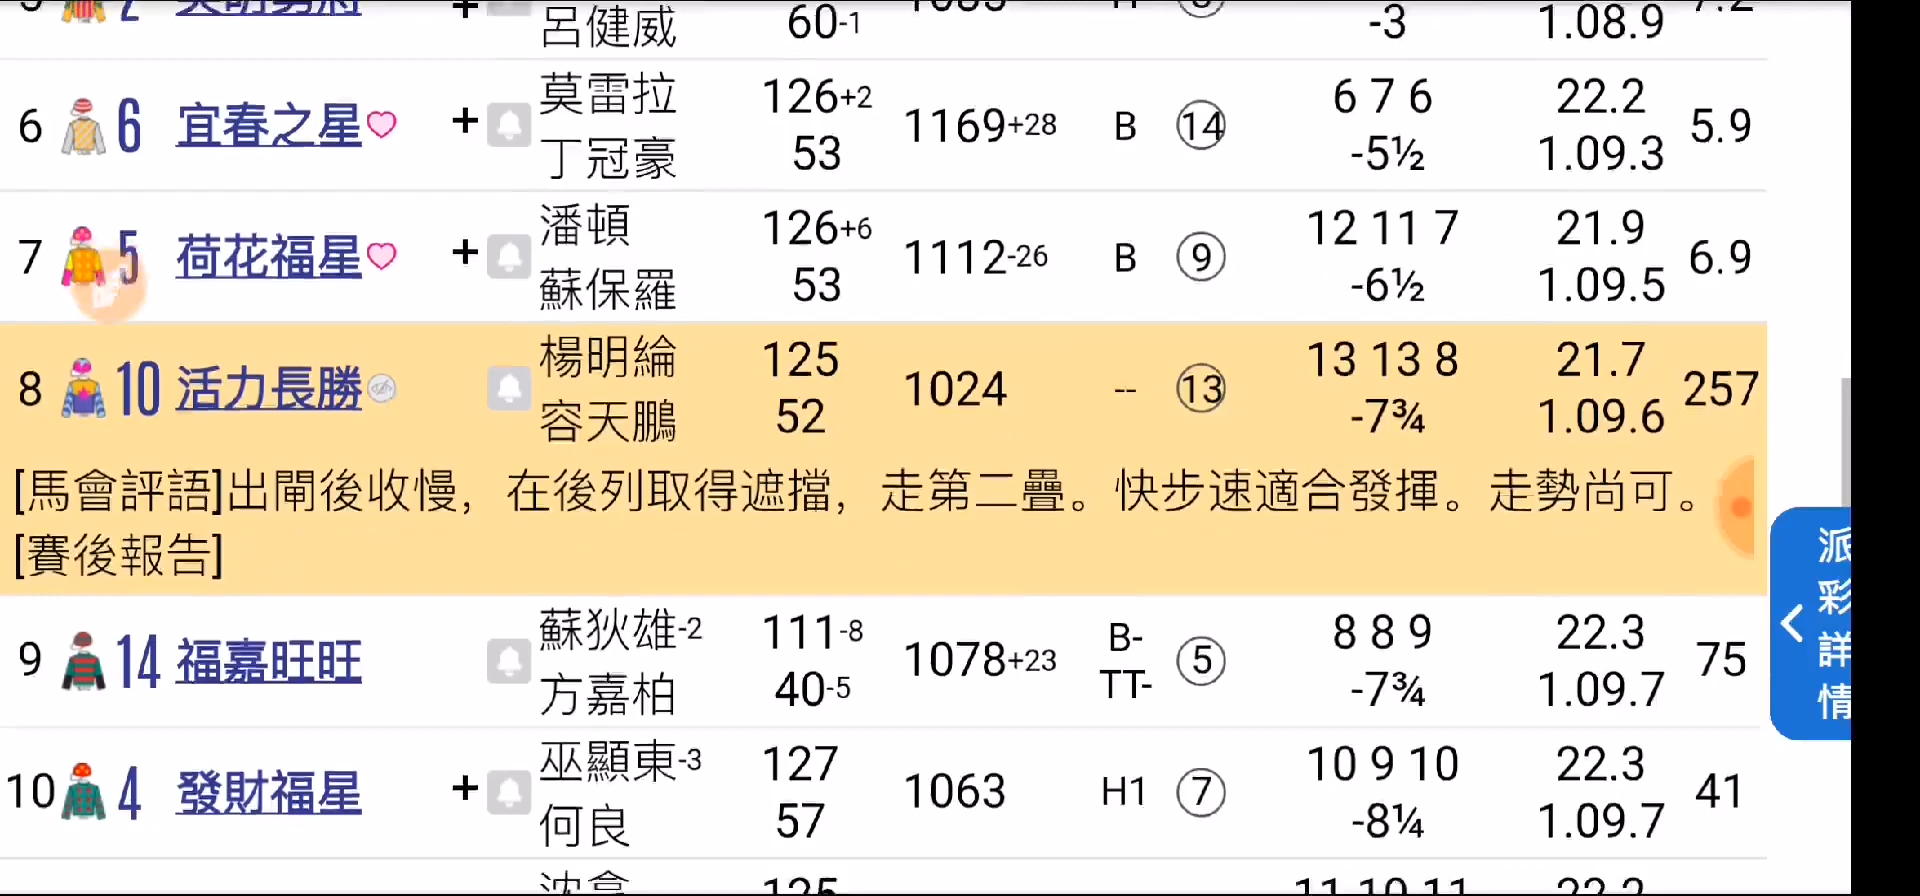 呂健威 60-1 -3 1.08.9
6 6 宜春之星 + 莫雷拉 126+2 1169+28 B 14 6 7 6 22.2 5.9
丁冠豪 53 -5½ 1.09.3
7 5 荷花福星 + 潘頓 126+6 1112-26 B 9 12 11 7 21.9 6.9
蘇保羅 53 -6½ 1.09.5
8 10 活力長勝 楊明綸 125 1024 -- 13 13 13 8 21.7 257
容天鵬 52 -7¾ 1.09.6
[馬會評語]出閘後收慢，在後列取得遮擋，走第二疊。快步速適合發揮。走勢尚可。
[賽後報告]
派彩詳情
9 14 福嘉旺旺 蘇狄雄-2 111-8 1078+23 B-TT- 5 8 8 9 22.3 75
方嘉柏 40-5 -7¾ 1.09.7
10 4 發財福星 + 巫顯東-3 127 1063 H1 7 10 9 10 22.3 41
何良 57 -8¼ 1.09.7